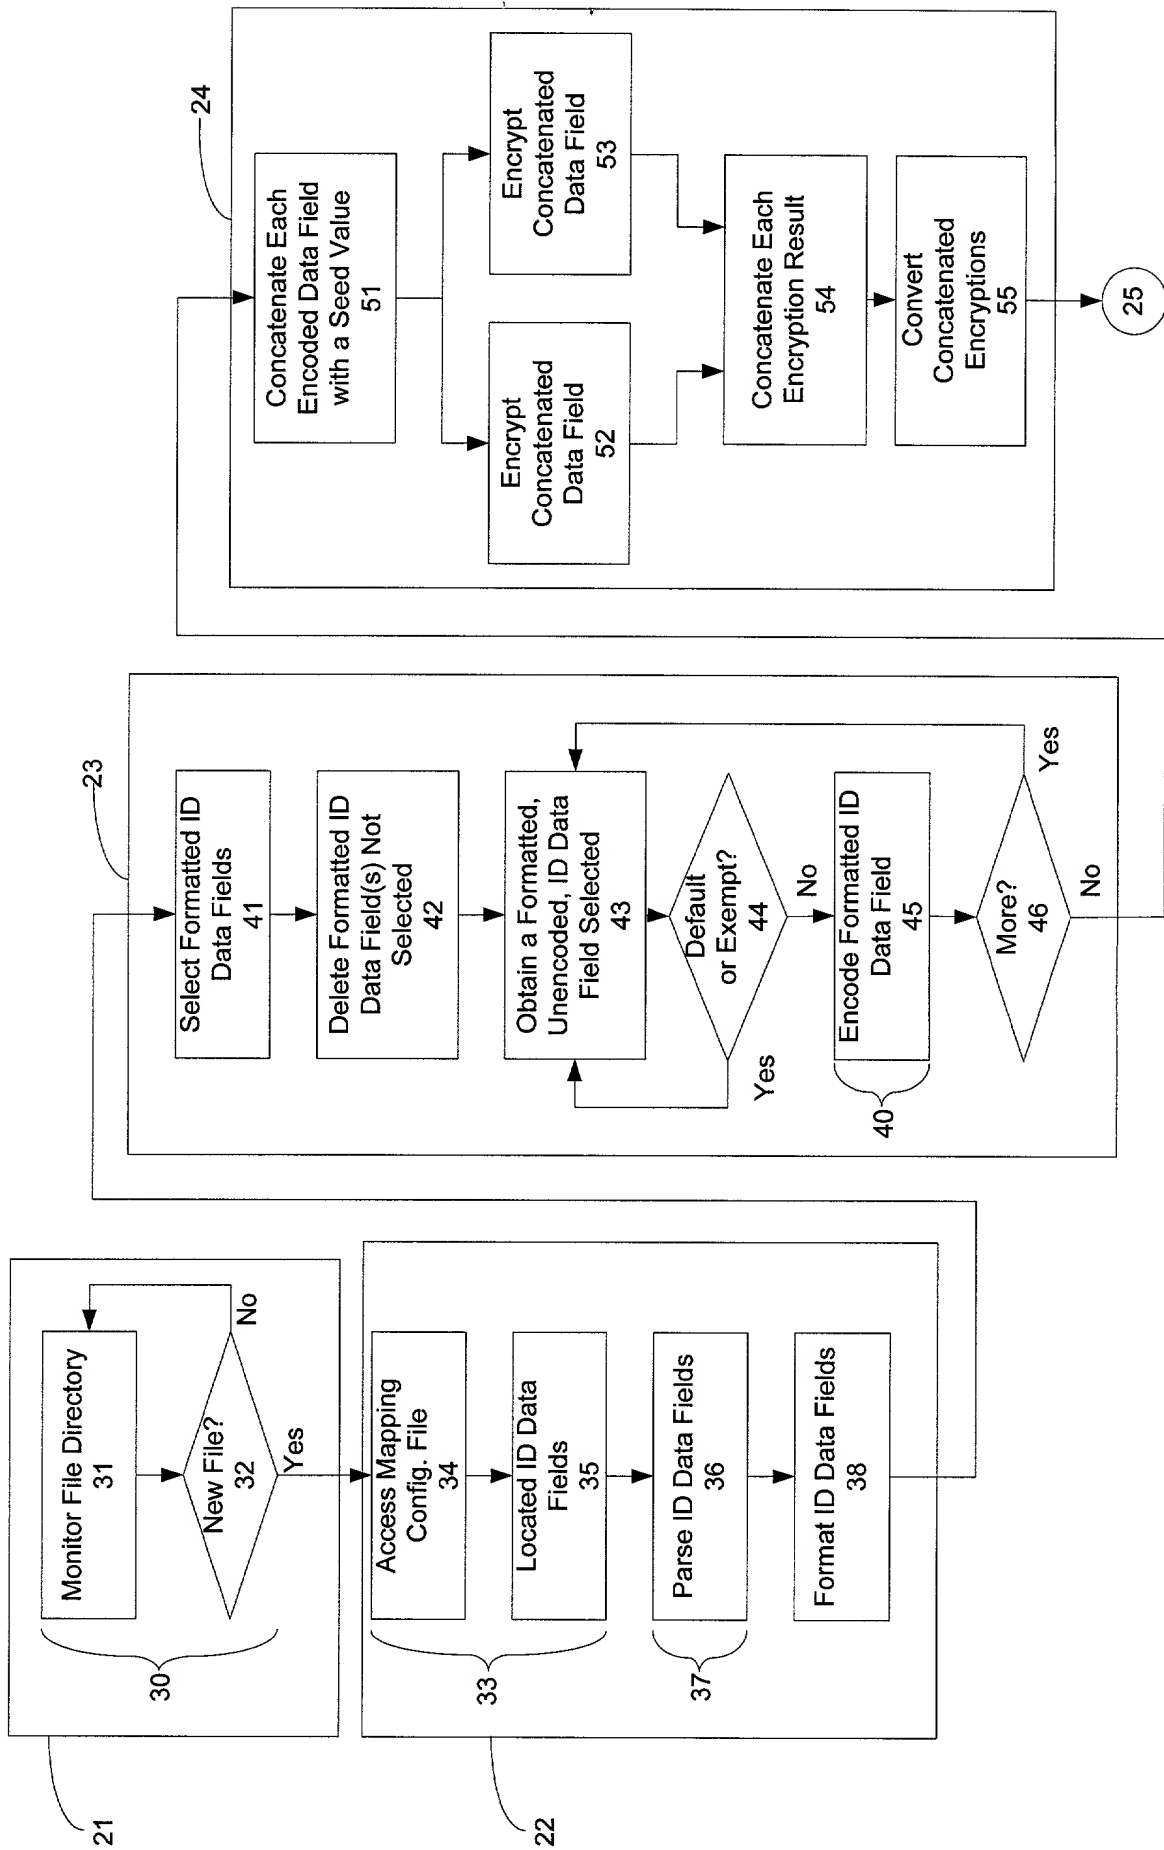 21
30
Monitor File Directory
31
New File?
32
No
Yes
22
33
Access Mapping
Config. File
34
Located ID Data
Fields
35
37
Parse ID Data Fields
36
Format ID Data Fields
38
23
Select Formatted ID
Data Fields
41
Delete Formatted ID
Data Field(s) Not
Selected
42
Obtain a Formatted,
Unencoded, ID Data
Field Selected
43
Default
or Exempt?
44
Yes
No
40
Encode Formatted ID
Data Field
45
More?
46
Yes
No
24
Concatenate Each
Encoded Data Field
with a Seed Value
51
Encrypt
Concatenated
Data Field
52
Encrypt
Concatenated
Data Field
53
Concatenate Each
Encryption Result
54
Convert
Concatenated
Encryptions
55
25